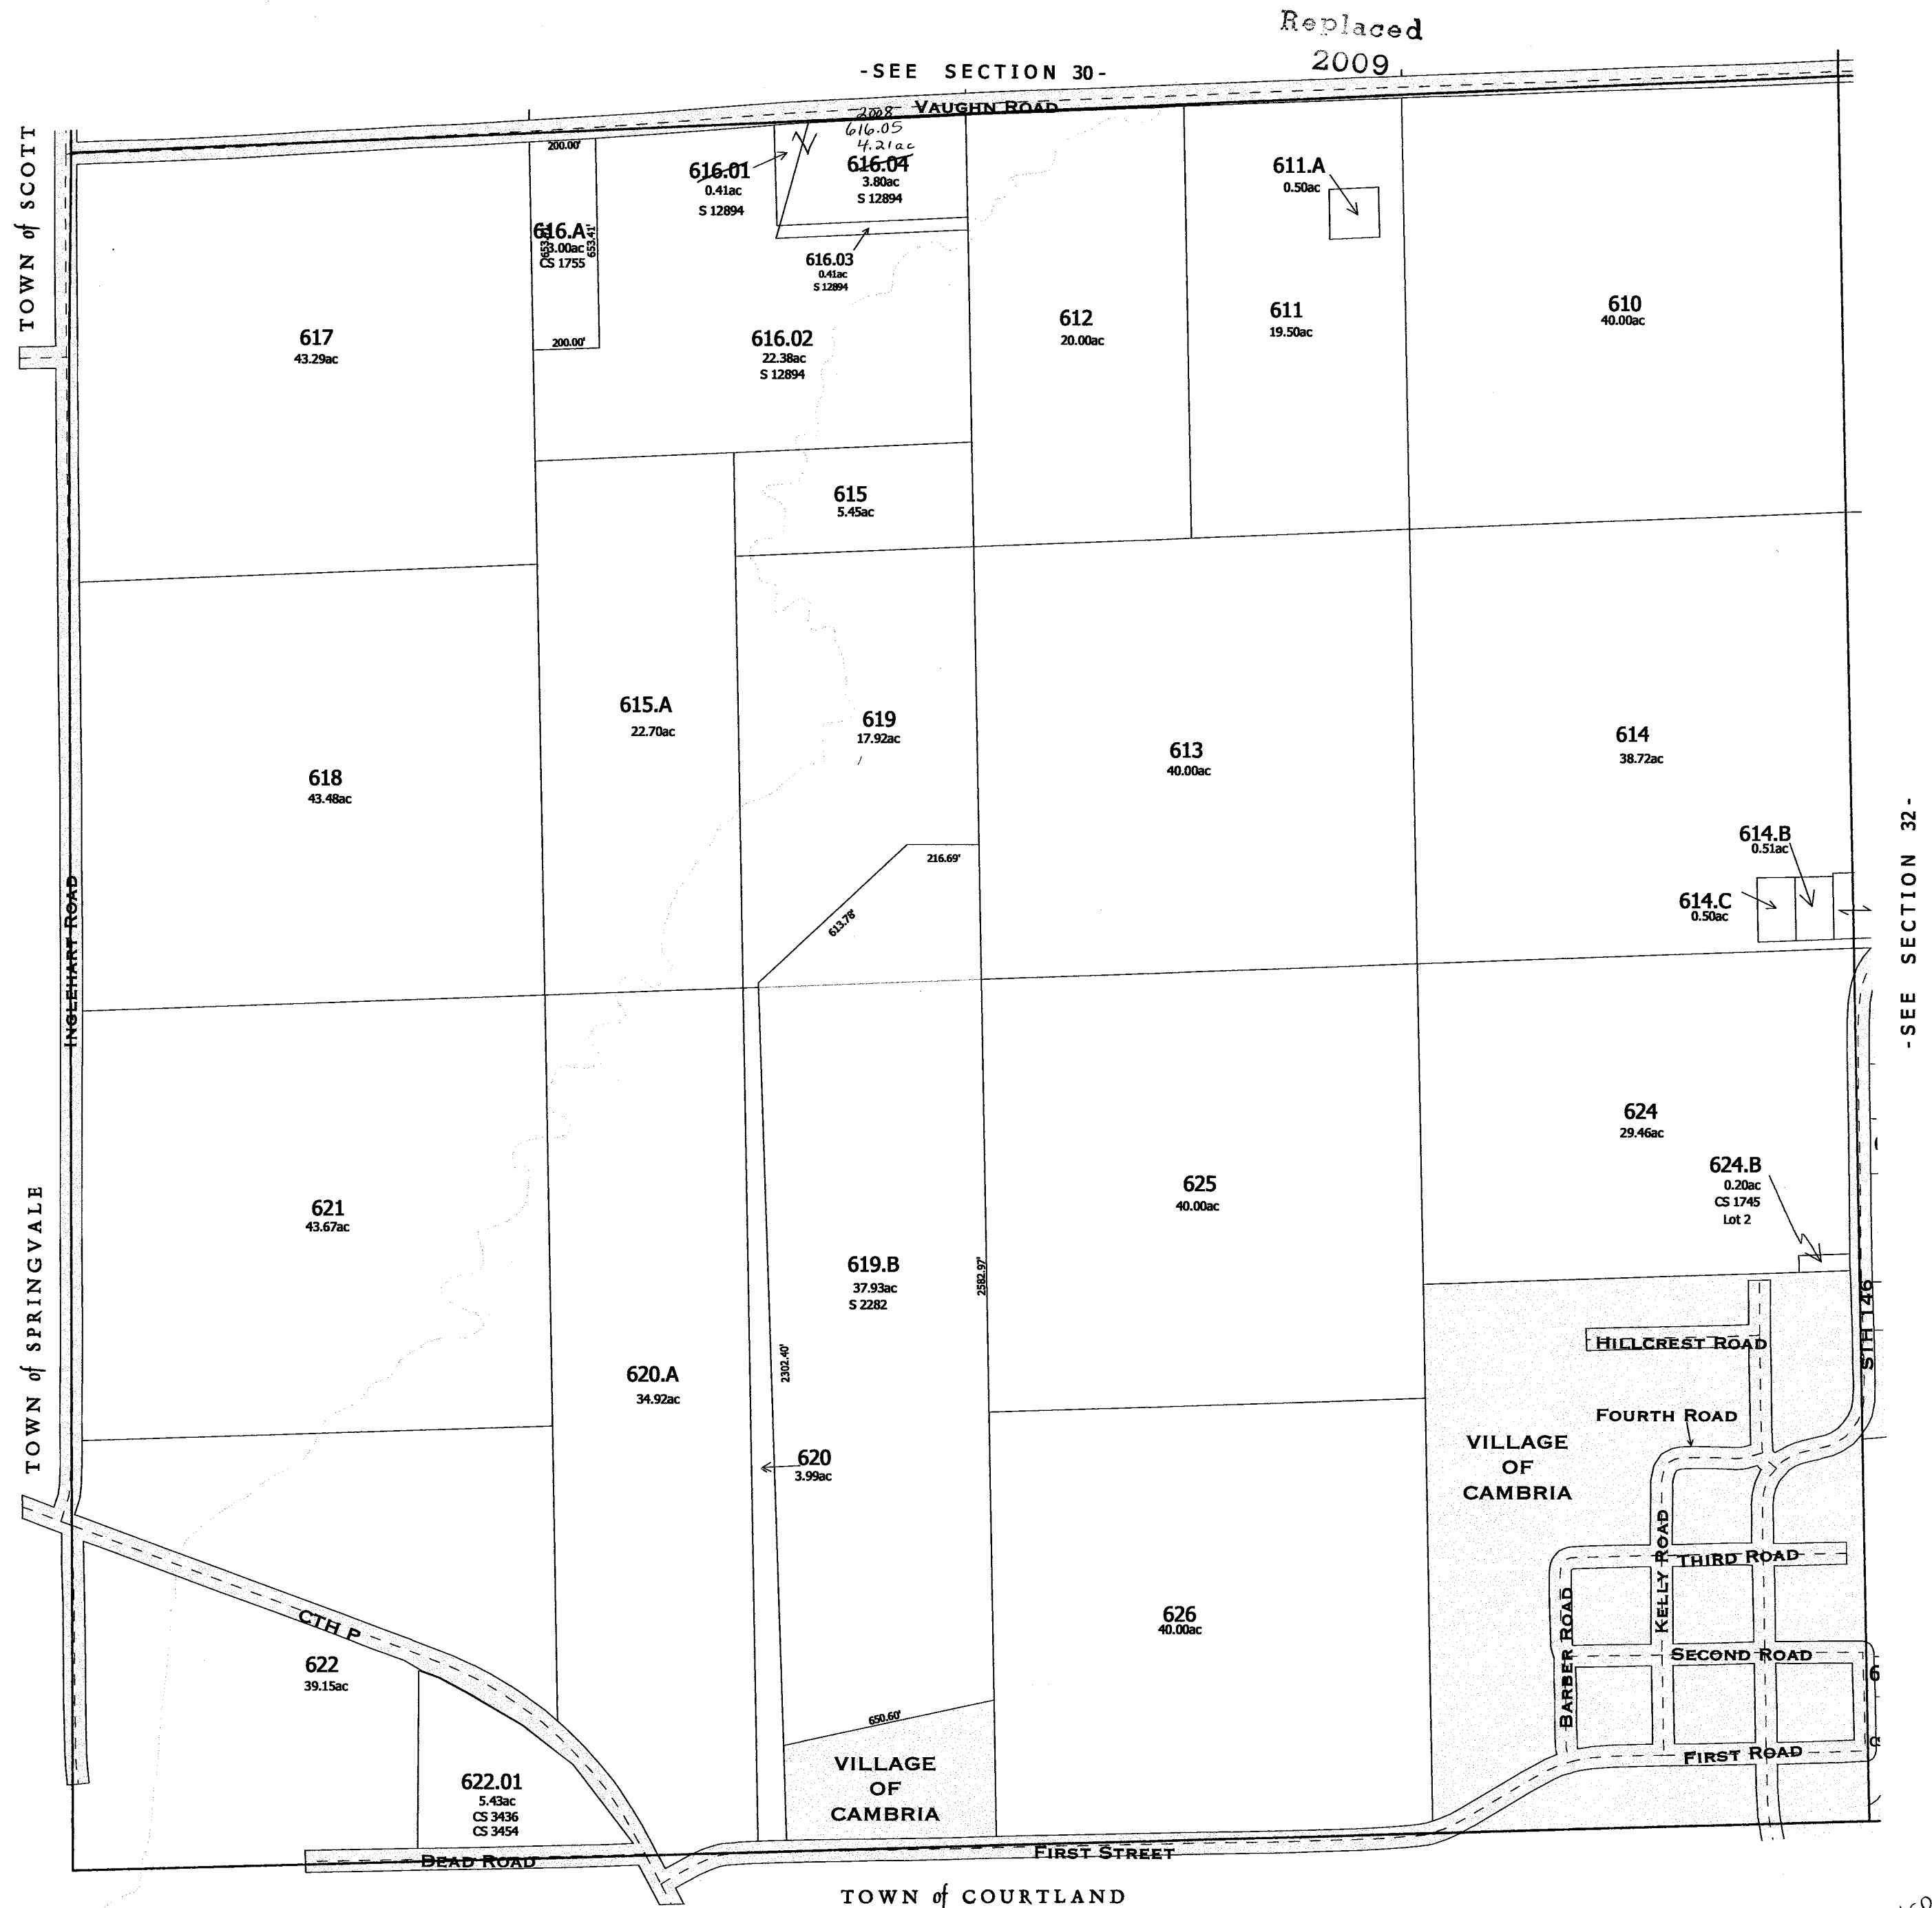 Replaced
2009
-SEE SECTION 30-
VAUGHN ROAD
2008
616.05
4.21ac
TOWN of SCOTT
200.00'
616.01
0.41ac
S 12894
616.04
3.80ac
S 12894
611.A
0.50ac
616.A
3.00ac
CS 1755
653.41'
616.03
0.41ac
S 12894
617
43.29ac
200.00'
616.02
22.38ac
S 12894
612
20.00ac
611
19.50ac
610
40.00ac
615
5.45ac
615.A
22.70ac
619
17.92ac
613
40.00ac
614
38.72ac
618
43.48ac
614.B
0.51ac
614.C
0.50ac
-SEE SECTION 32-
216.69'
613.78'
INGLEHART ROAD
624
29.46ac
624.B
0.20ac
CS 1745
Lot 2
625
40.00ac
621
43.67ac
TOWN of SPRINGVALE
619.B
37.93ac
S 2282
2582.97'
2302.40'
STH 146
HILLCREST ROAD
620.A
34.92ac
FOURTH ROAD
VILLAGE
OF
CAMBRIA
620
3.99ac
KELLY ROAD
THIRD ROAD
BARBER ROAD
CTH P
626
40.00ac
SECOND ROAD
622
39.15ac
650.60'
FIRST ROAD
VILLAGE
OF
CAMBRIA
622.01
5.43ac
CS 3436
CS 3454
DEAD ROAD
FIRST STREET
TOWN of COURTLAND